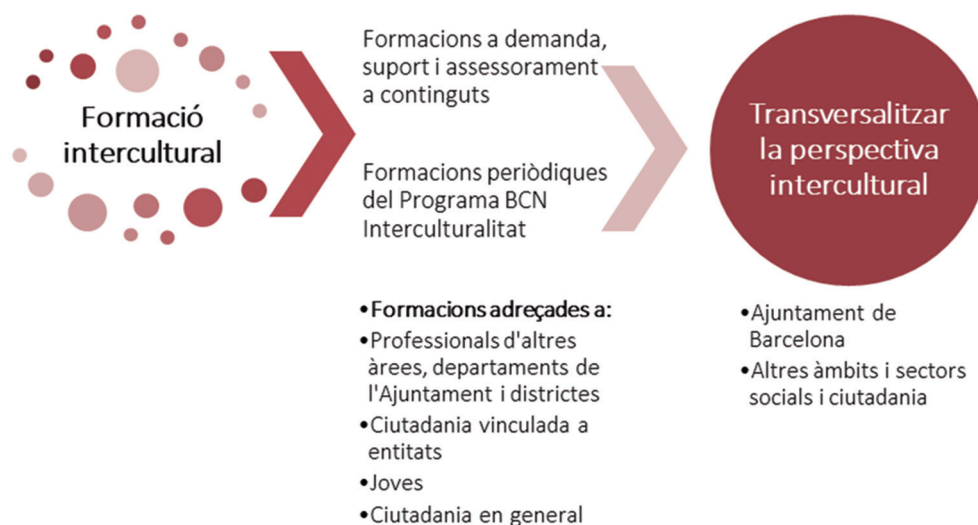 Formació
intercultural
Formacions a demanda,
suport i assessorament
a continguts
Formacions periòdiques
del Programa BCN
Interculturalitat
•Formacions adreçades a:
•Professionals d'altres
àrees, departaments de
l'Ajuntament i districtes
•Ciutadania vinculada a
entitats
•Joves
•Ciutadania en general
Transversalitzar
la perspectiva
intercultural
•Ajuntament de
Barcelona
•Altres àmbits i sectors
socials i ciutadania